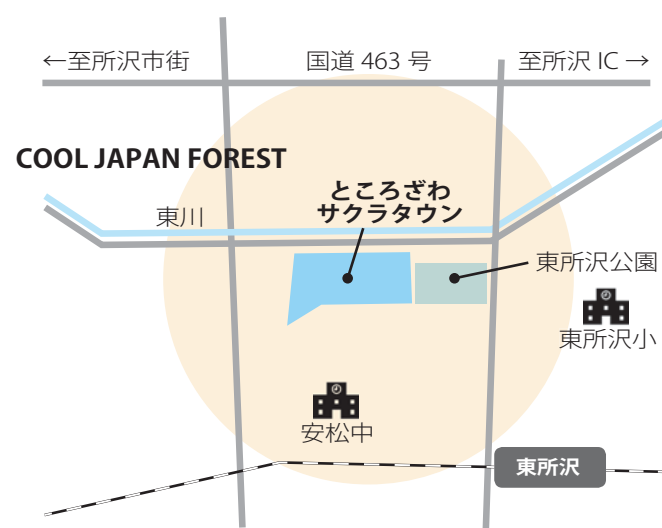 ←至所沢市街
国道 463 号
至所沢 IC →
COOL JAPAN FOREST
ところざわ
サクラタウン
東川
東所沢公園
東所沢小
安松中
東所沢